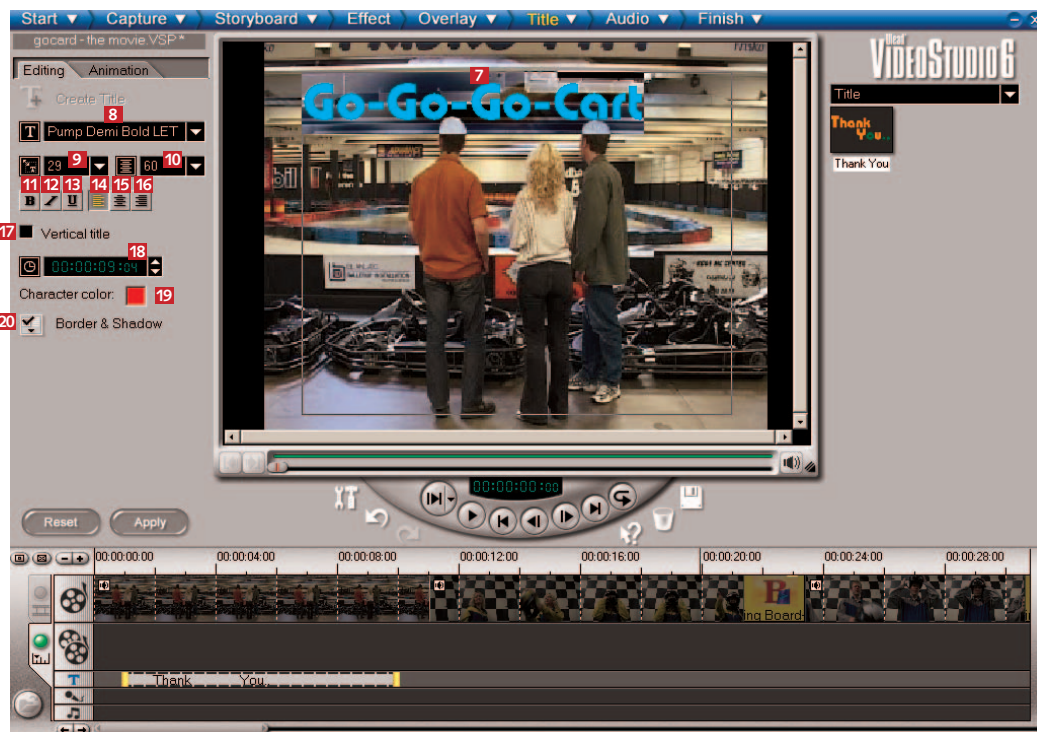 Start ▼ Capture ▼ Storyboard ▼ Effect Overlay ▼ Title ▼ Audio ▼ Finish ▼
gocard - the movie.VSP *
Ulead
VIDEOSTUDIO 6
Editing Animation
Create Title
Title
7
Go-Go-Go-Cart
8
T Pump Demi Bold LET
Thank You..
Thank You
29 9 60 10
11 12 13 14 15 16
B I U
17 Vertical title
18
00:00:09:04
Character color: 19
20 Border & Shadow
00:00:00:00
Reset Apply
00:00:00:00 00:00:04:00 00:00:08:00 00:00:12:00 00:00:16:00 00:00:20:00 00:00:24:00 00:00:28:00
ing Board-
T Thank You.